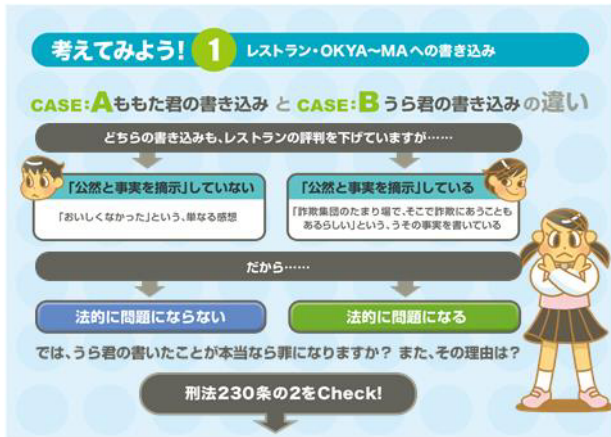 考えてみよう! 1 レストラン・OKYA～MAへの書き込み
CASE:Aももた君の書き込み と CASE:B うら君の書き込みの違い
どちらの書き込みも、レストランの評判を下げていますが……
「公然と事実を摘示」していない
「おいしくなかった」という、単なる感想
「公然と事実を摘示」している
「詐欺集団のたまり場で、そこで詐欺にあうことも
あるらしい」という、うその事実を書いている
だから……
法的に問題にならない
法的に問題になる
では、うら君の書いたことが本当なら罪になりますか? また、その理由は?
刑法230条の2をCheck!